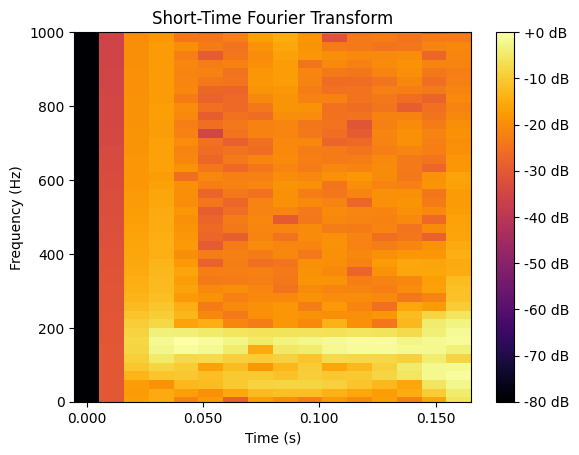 Short-Time Fourier Transform
1000
800
600
400
200
0
Frequency (Hz)
0.000
0.050
0.100
0.150
Time (s)
+0 dB
-10 dB
-20 dB
-30 dB
-40 dB
-50 dB
-60 dB
-70 dB
-80 dB